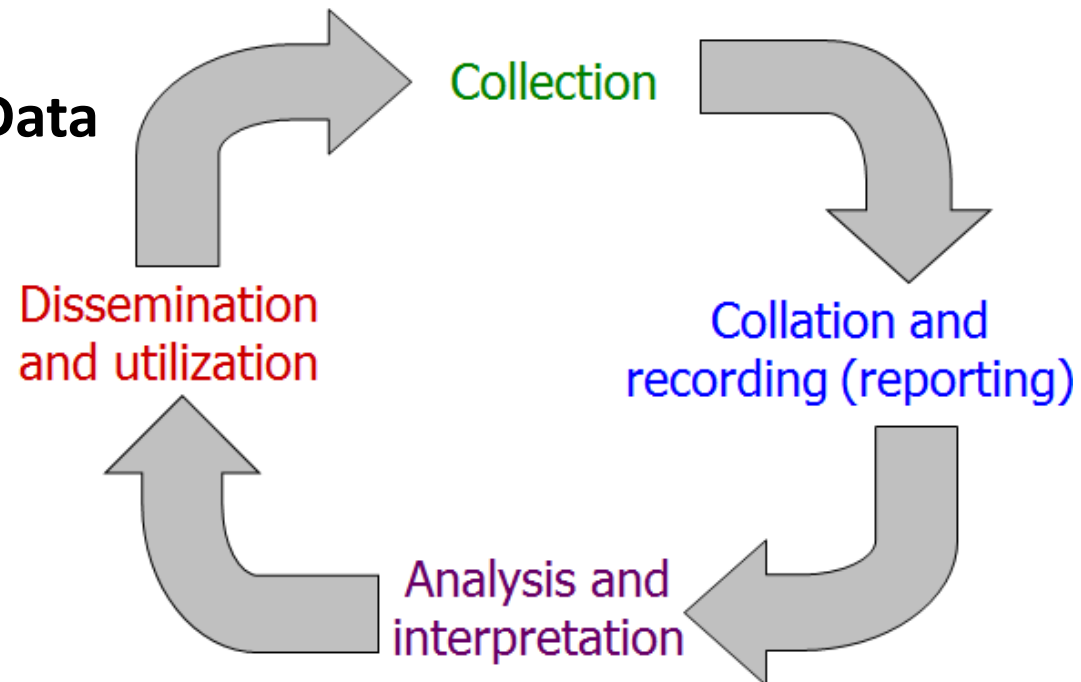 Data
Collection
Collation and
recording (reporting)
Analysis and
interpretation
Dissemination
and utilization